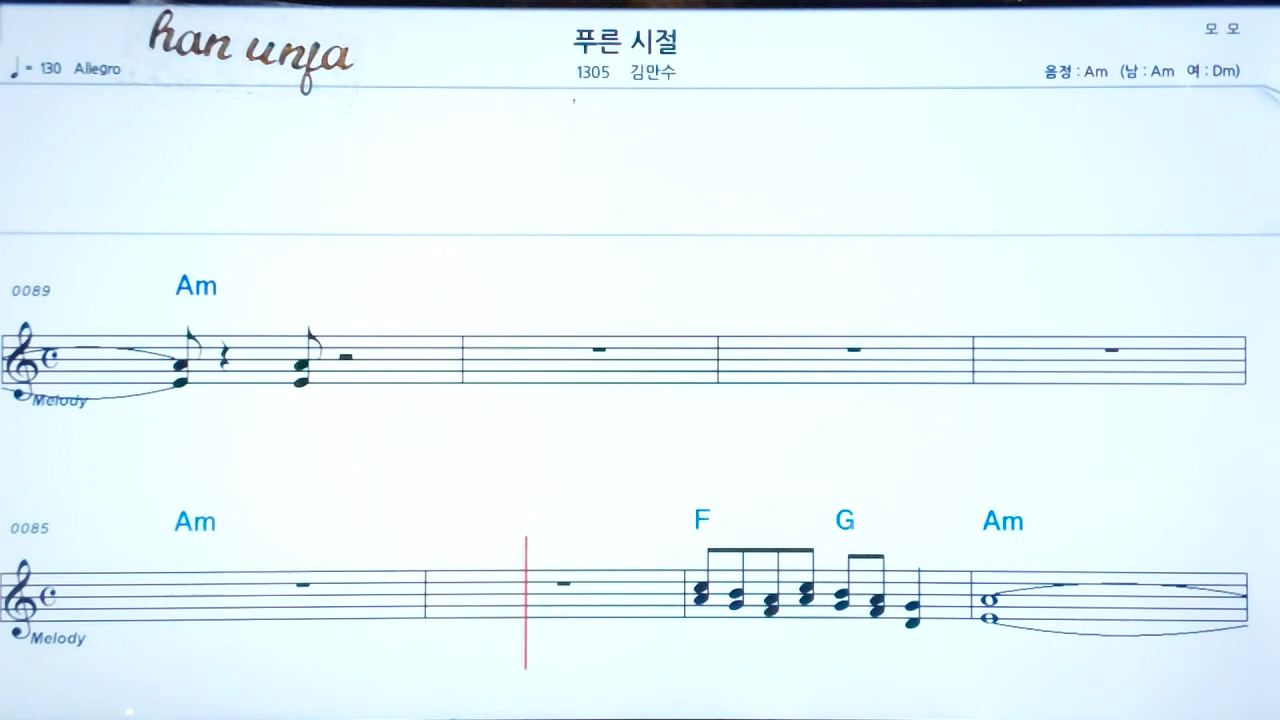 han unfa
푸른 시절
모 모
♩= 130 Allegro
1305 김만수
음정 : Am (남 : Am 여 : Dm)
0089 Am
Melody
0085 Am F G Am
Melody